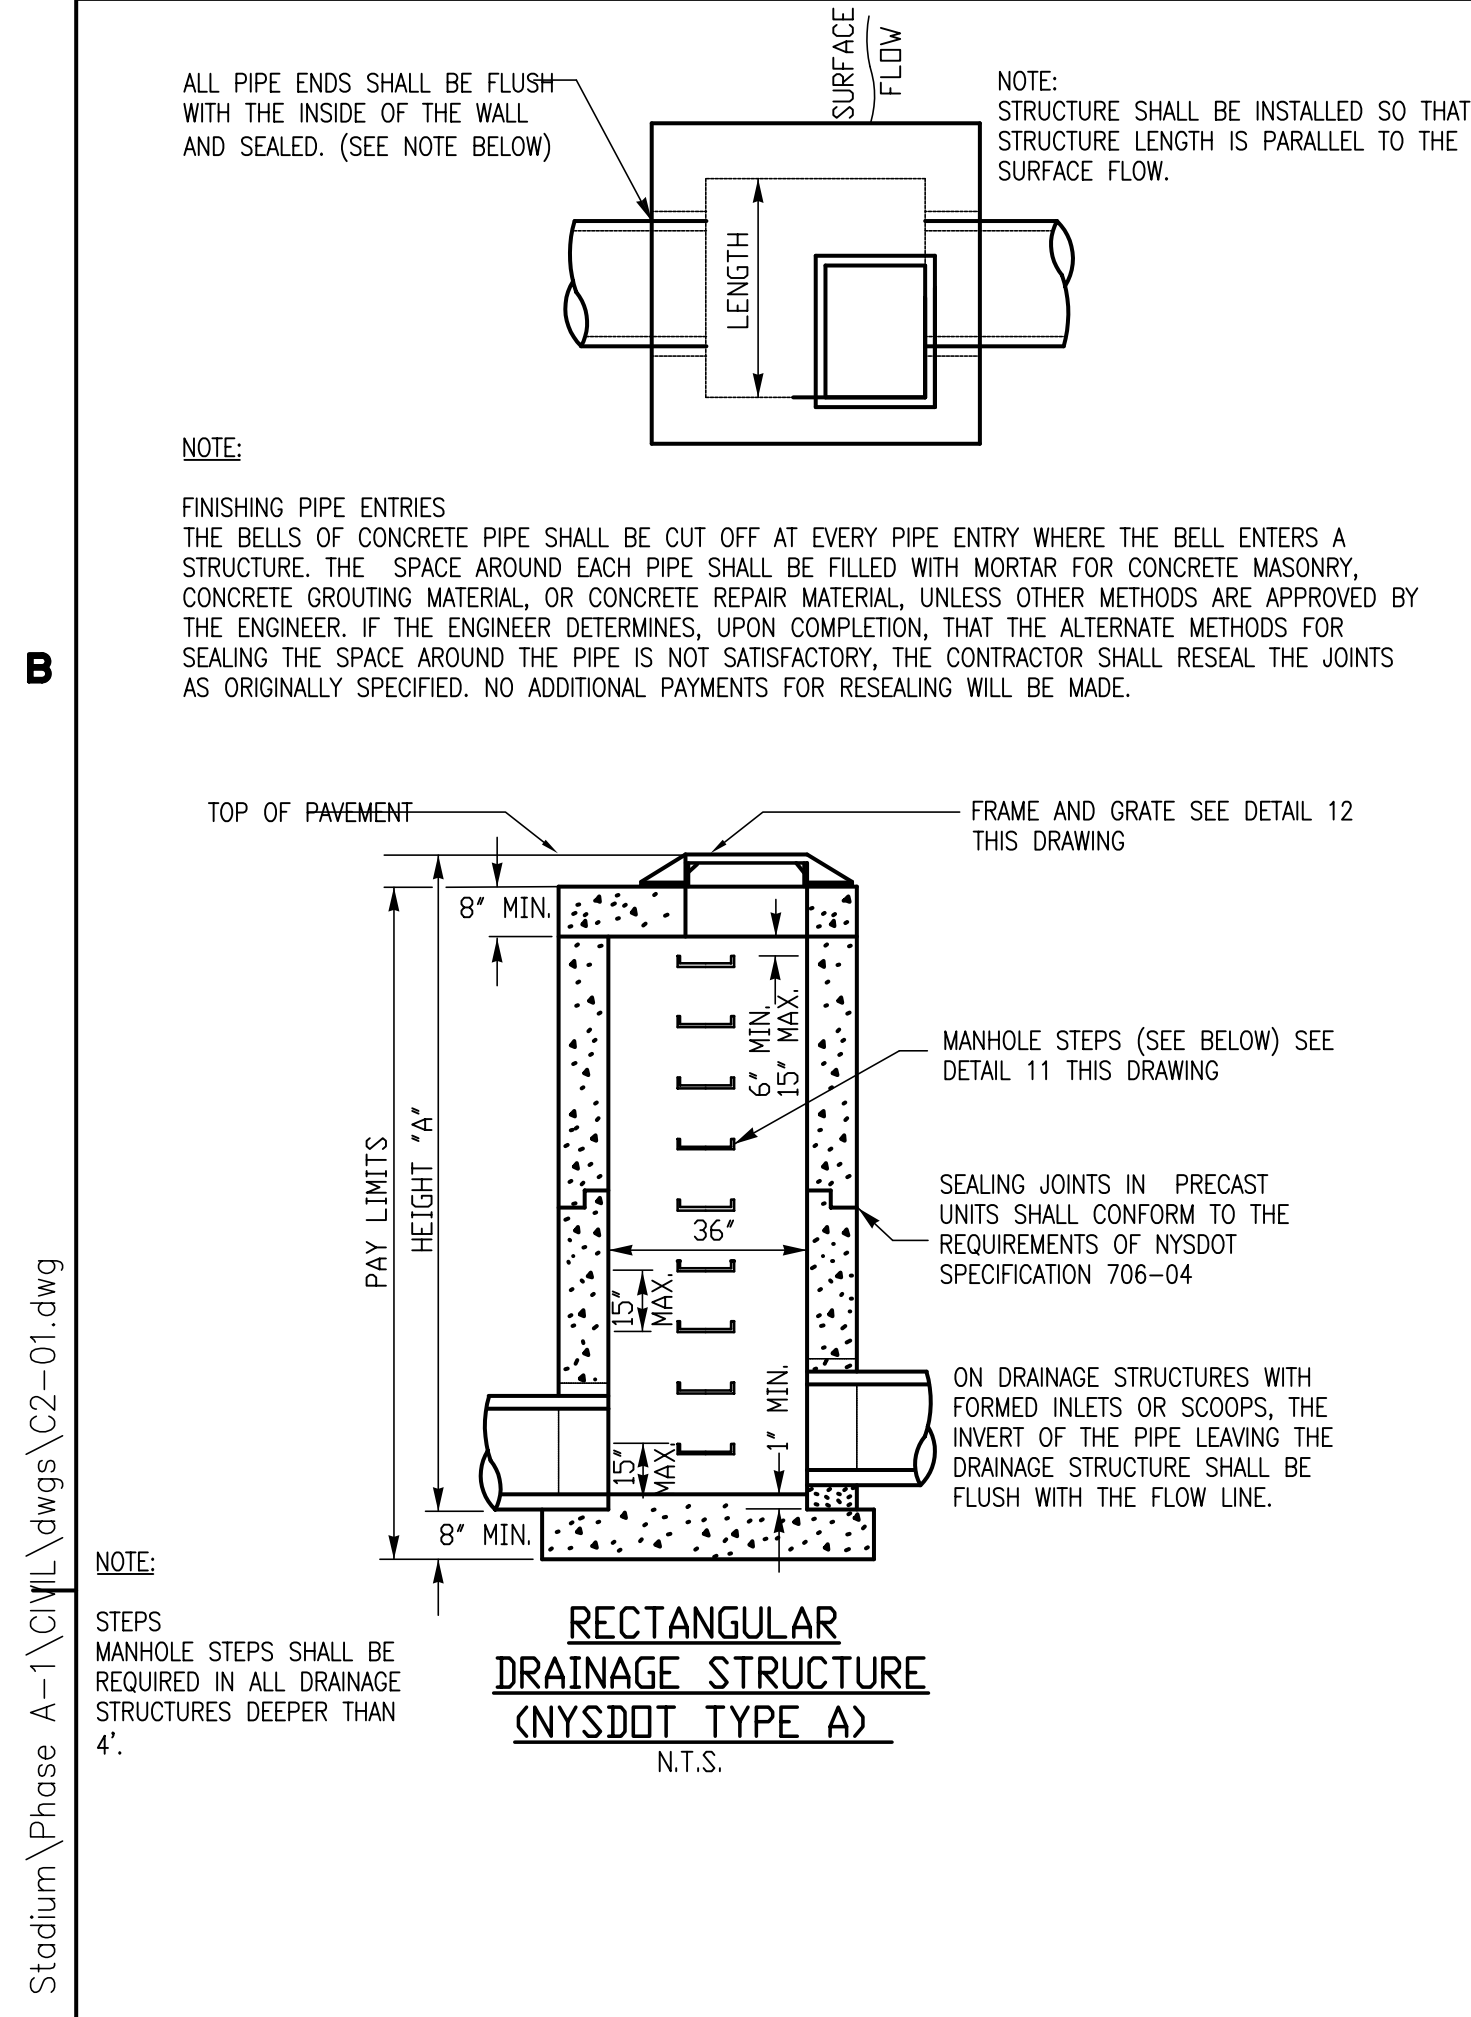 SURFACE
FLOW
ALL PIPE ENDS SHALL BE FLUSH
WITH THE INSIDE OF THE WALL
AND SEALED. (SEE NOTE BELOW)
NOTE:
STRUCTURE SHALL BE INSTALLED SO THAT
STRUCTURE LENGTH IS PARALLEL TO THE
SURFACE FLOW.
LENGTH
NOTE:
FINISHING PIPE ENTRIES
THE BELLS OF CONCRETE PIPE SHALL BE CUT OFF AT EVERY PIPE ENTRY WHERE THE BELL ENTERS A
STRUCTURE. THE SPACE AROUND EACH PIPE SHALL BE FILLED WITH MORTAR FOR CONCRETE MASONRY,
CONCRETE GROUTING MATERIAL, OR CONCRETE REPAIR MATERIAL, UNLESS OTHER METHODS ARE APPROVED BY
THE ENGINEER. IF THE ENGINEER DETERMINES, UPON COMPLETION, THAT THE ALTERNATE METHODS FOR
SEALING THE SPACE AROUND THE PIPE IS NOT SATISFACTORY, THE CONTRACTOR SHALL RESEAL THE JOINTS
AS ORIGINALLY SPECIFIED. NO ADDITIONAL PAYMENTS FOR RESEALING WILL BE MADE.
B
TOP OF PAVEMENT
FRAME AND GRATE SEE DETAIL 12
THIS DRAWING
8" MIN.
6" MIN.
15" MAX.
MANHOLE STEPS (SEE BELOW) SEE
DETAIL 11 THIS DRAWING
PAY LIMITS
HEIGHT "A"
SEALING JOINTS IN PRECAST
UNITS SHALL CONFORM TO THE
REQUIREMENTS OF NYSDOT
SPECIFICATION 706-04
36"
15"
MAX.
ON DRAINAGE STRUCTURES WITH
FORMED INLETS OR SCOOPS, THE
INVERT OF THE PIPE LEAVING THE
DRAINAGE STRUCTURE SHALL BE
FLUSH WITH THE FLOW LINE.
1" MIN.
15"
MAX.
8" MIN.
NOTE:
STEPS
MANHOLE STEPS SHALL BE
REQUIRED IN ALL DRAINAGE
STRUCTURES DEEPER THAN
4'.
RECTANGULAR
DRAINAGE STRUCTURE
(NYSDOT TYPE A)
N.T.S.
Stadium\Phase A-1\CIVIL\dwgs\C2-01.dwg